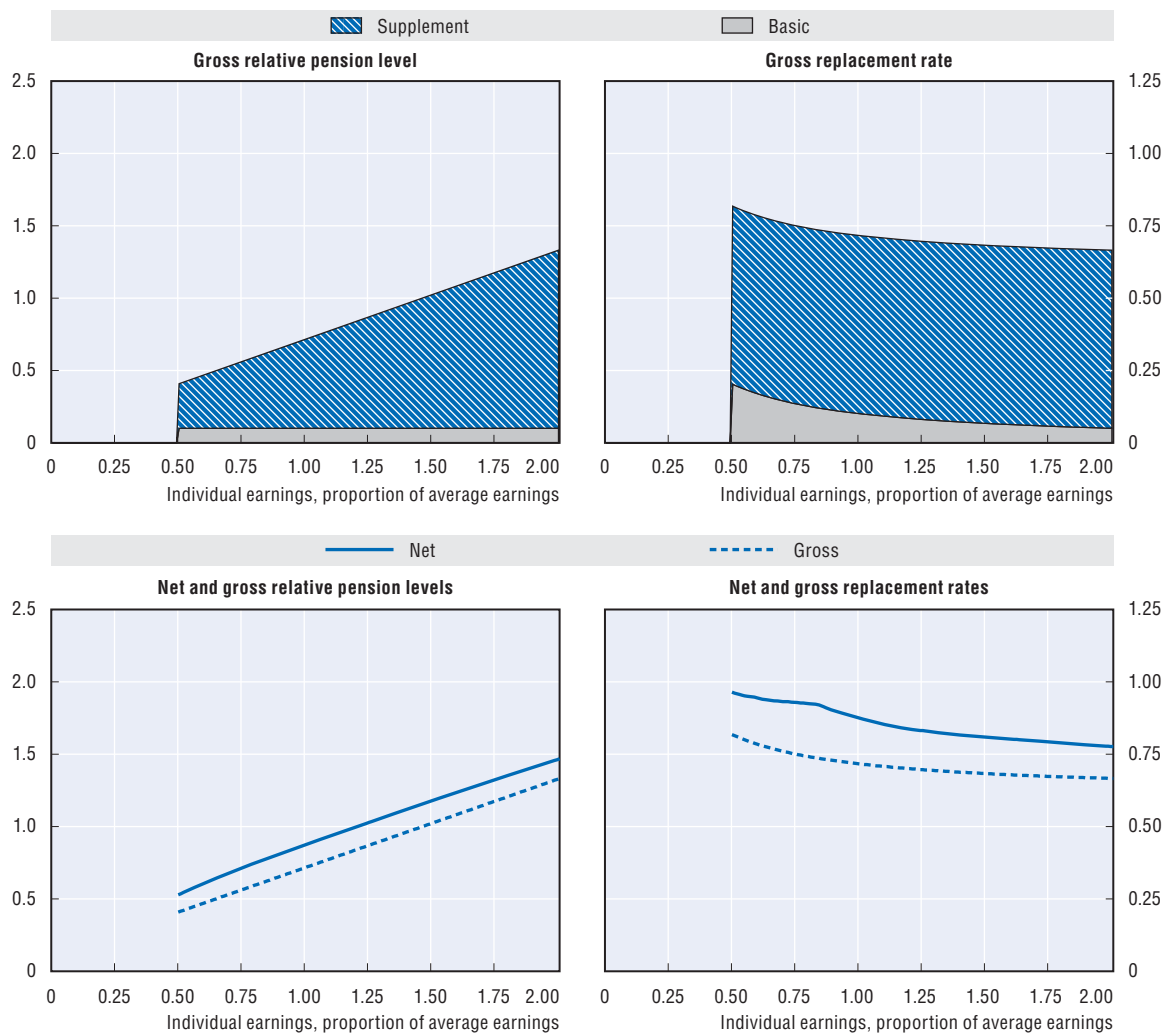 Supplement Basic
Gross relative pension level
2.5
2.0
1.5
1.0
0.5
0
0 0.25 0.50 0.75 1.00 1.25 1.50 1.75 2.00
Individual earnings, proportion of average earnings
Gross replacement rate
1.25
1.00
0.75
0.50
0.25
0
0 0.25 0.50 0.75 1.00 1.25 1.50 1.75 2.00
Individual earnings, proportion of average earnings
Net Gross
Net and gross relative pension levels
2.5
2.0
1.5
1.0
0.5
0
0 0.25 0.50 0.75 1.00 1.25 1.50 1.75 2.00
Individual earnings, proportion of average earnings
Net and gross replacement rates
1.25
1.00
0.75
0.50
0.25
0
0 0.25 0.50 0.75 1.00 1.25 1.50 1.75 2.00
Individual earnings, proportion of average earnings